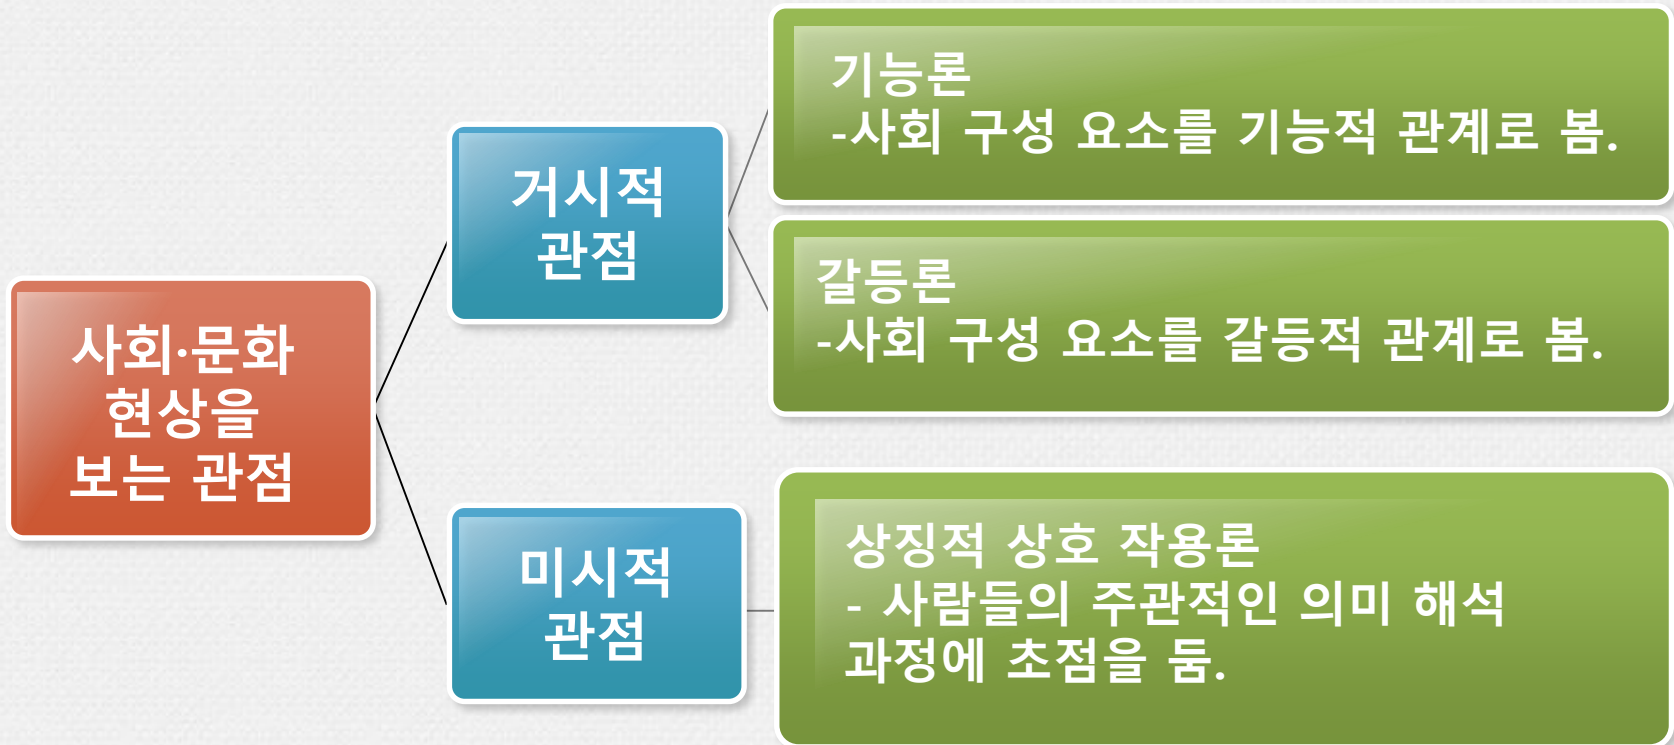 사회·문화
현상을
보는 관점
거시적
관점
기능론
-사회 구성 요소를 기능적 관계로 봄.
갈등론
-사회 구성 요소를 갈등적 관계로 봄.
미시적
관점
상징적 상호 작용론
- 사람들의 주관적인 의미 해석
과정에 초점을 둠.